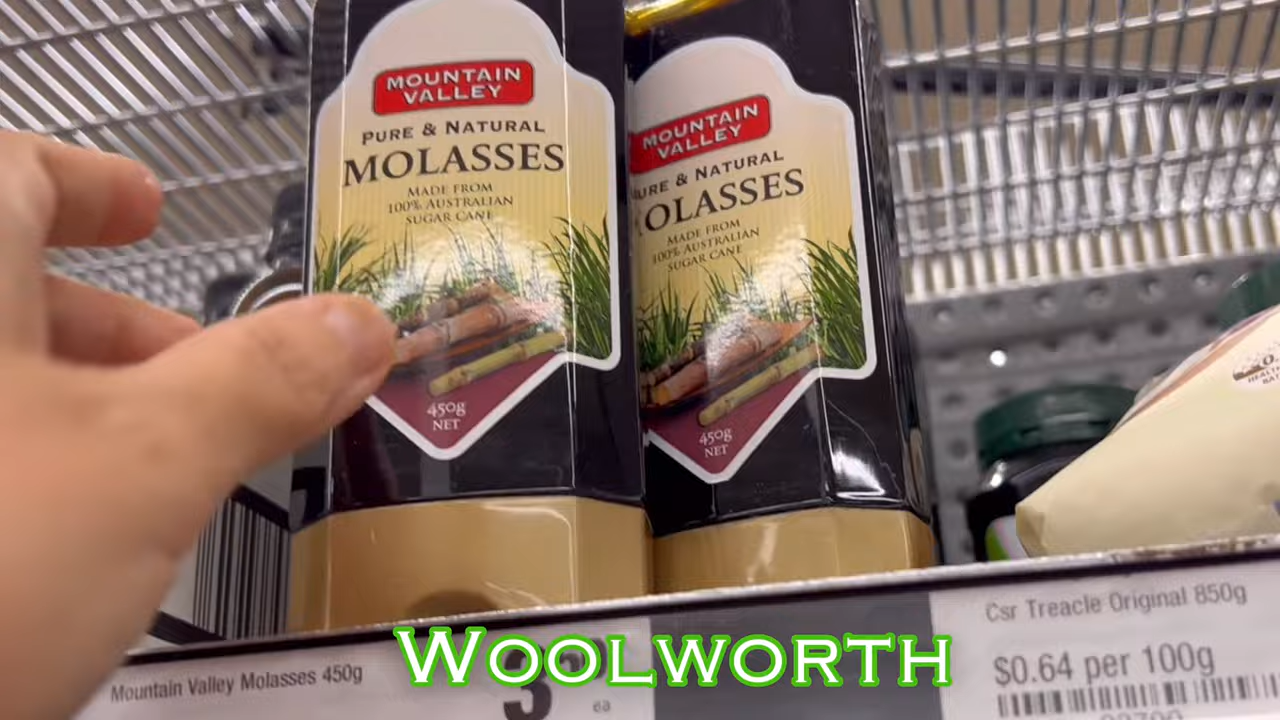 MOUNTAIN
VALLEY
PURE & NATURAL
MOLASSES
MADE FROM
100% AUSTRALIAN
SUGAR CANE
450g
NET
MOUNTAIN
VALLEY
URE & NATURAL
OLASSES
MADE FROM
100% AUSTRALIAN
SUGAR CANE
450g
NET
Mountain Valley Molasses 450g
3
ea
WOOLWORTH
Csr Treacle Original 850g
$0.64 per 100g